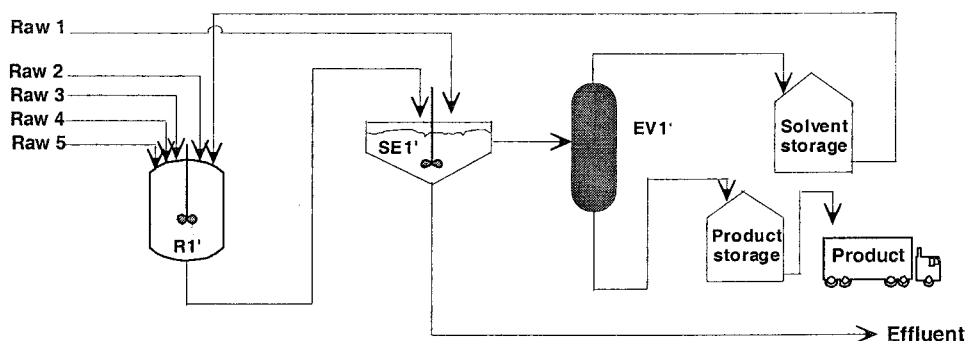 Raw 1
Raw 2
Raw 3
Raw 4
Raw 5
R1'
SE1'
EV1'
Solvent
storage
Product
storage
Product
Effluent